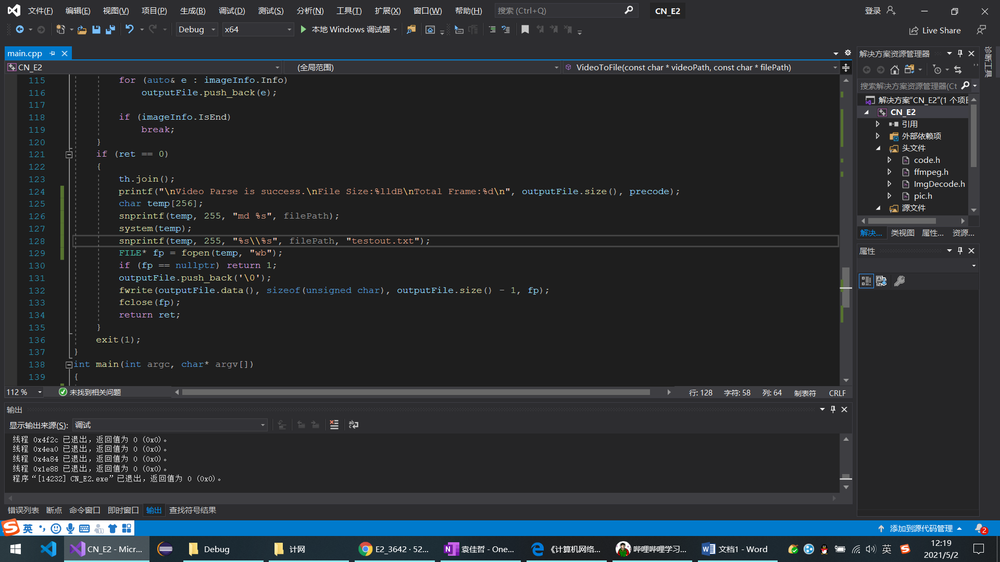 文件(F) 编辑(E) 视图(V) 项目(P) 生成(B) 调试(D) 测试(S) 分析(N) 工具(T) 扩展(X) 窗口(W) 帮助(H) 搜索 (Ctrl+Q) CN_E2 登录
Debug x64 本地 Windows 调试器 Live Share
main.cpp
CN_E2 (全局范围) VideoToFile(const char * videoPath, const char * filePath)
115 for (auto& e : imageInfo.Info)
116 outputFile.push_back(e);
117
118 if (imageInfo.IsEnd)
119 break;
120 }
121 if (ret == 0)
122 {
123 th.join();
124 printf("\nVideo Parse is success.\nFile Size:%lldB\nTotal Frame:%d\n", outputFile.size(), precode);
125 char temp[256];
126 snprintf(temp, 255, "md %s", filePath);
127 system(temp);
128 snprintf(temp, 255, "%s\\%s", filePath, "testout.txt");
129 FILE* fp = fopen(temp, "wb");
130 if (fp == nullptr) return 1;
131 outputFile.push_back('\0');
132 fwrite(outputFile.data(), sizeof(unsigned char), outputFile.size() - 1, fp);
133 fclose(fp);
134 return ret;
135 }
136 exit(1);
137 }
138 int main(int argc, char* argv[])
139 {
112 % 未找到相关问题 行: 128 字符: 58 列: 64 制表符 CRLF
输出
显示输出来源(S): 调试
线程 0x4f2c 已退出，返回值为 0 (0x0)。
线程 0x4ea0 已退出，返回值为 0 (0x0)。
线程 0x4a84 已退出，返回值为 0 (0x0)。
线程 0x1e88 已退出，返回值为 0 (0x0)。
程序“[14232] CN_E2.exe”已退出，返回值为 0 (0x0)。
错误列表 断点 命令窗口 即时窗口 输出 查找符号结果
解决方案资源管理器
搜索解决方案资源管理器(Ct
解决方案"CN_E2"(1 个项目
CN_E2
引用
外部依赖项
头文件
code.h
ffmpeg.h
ImgDecode.h
pic.h
源文件
解决... 类视图 属性... 资源...
属性
诊断工具
英
添加到源代码管理 2
CN_E2 - Micr... Debug 计网 E2_3642 · 52... 袁佳哲 - One... 《计算机网络... 哔哩哔哩学习... 文档1 - Word 英 12:19
2021/5/2